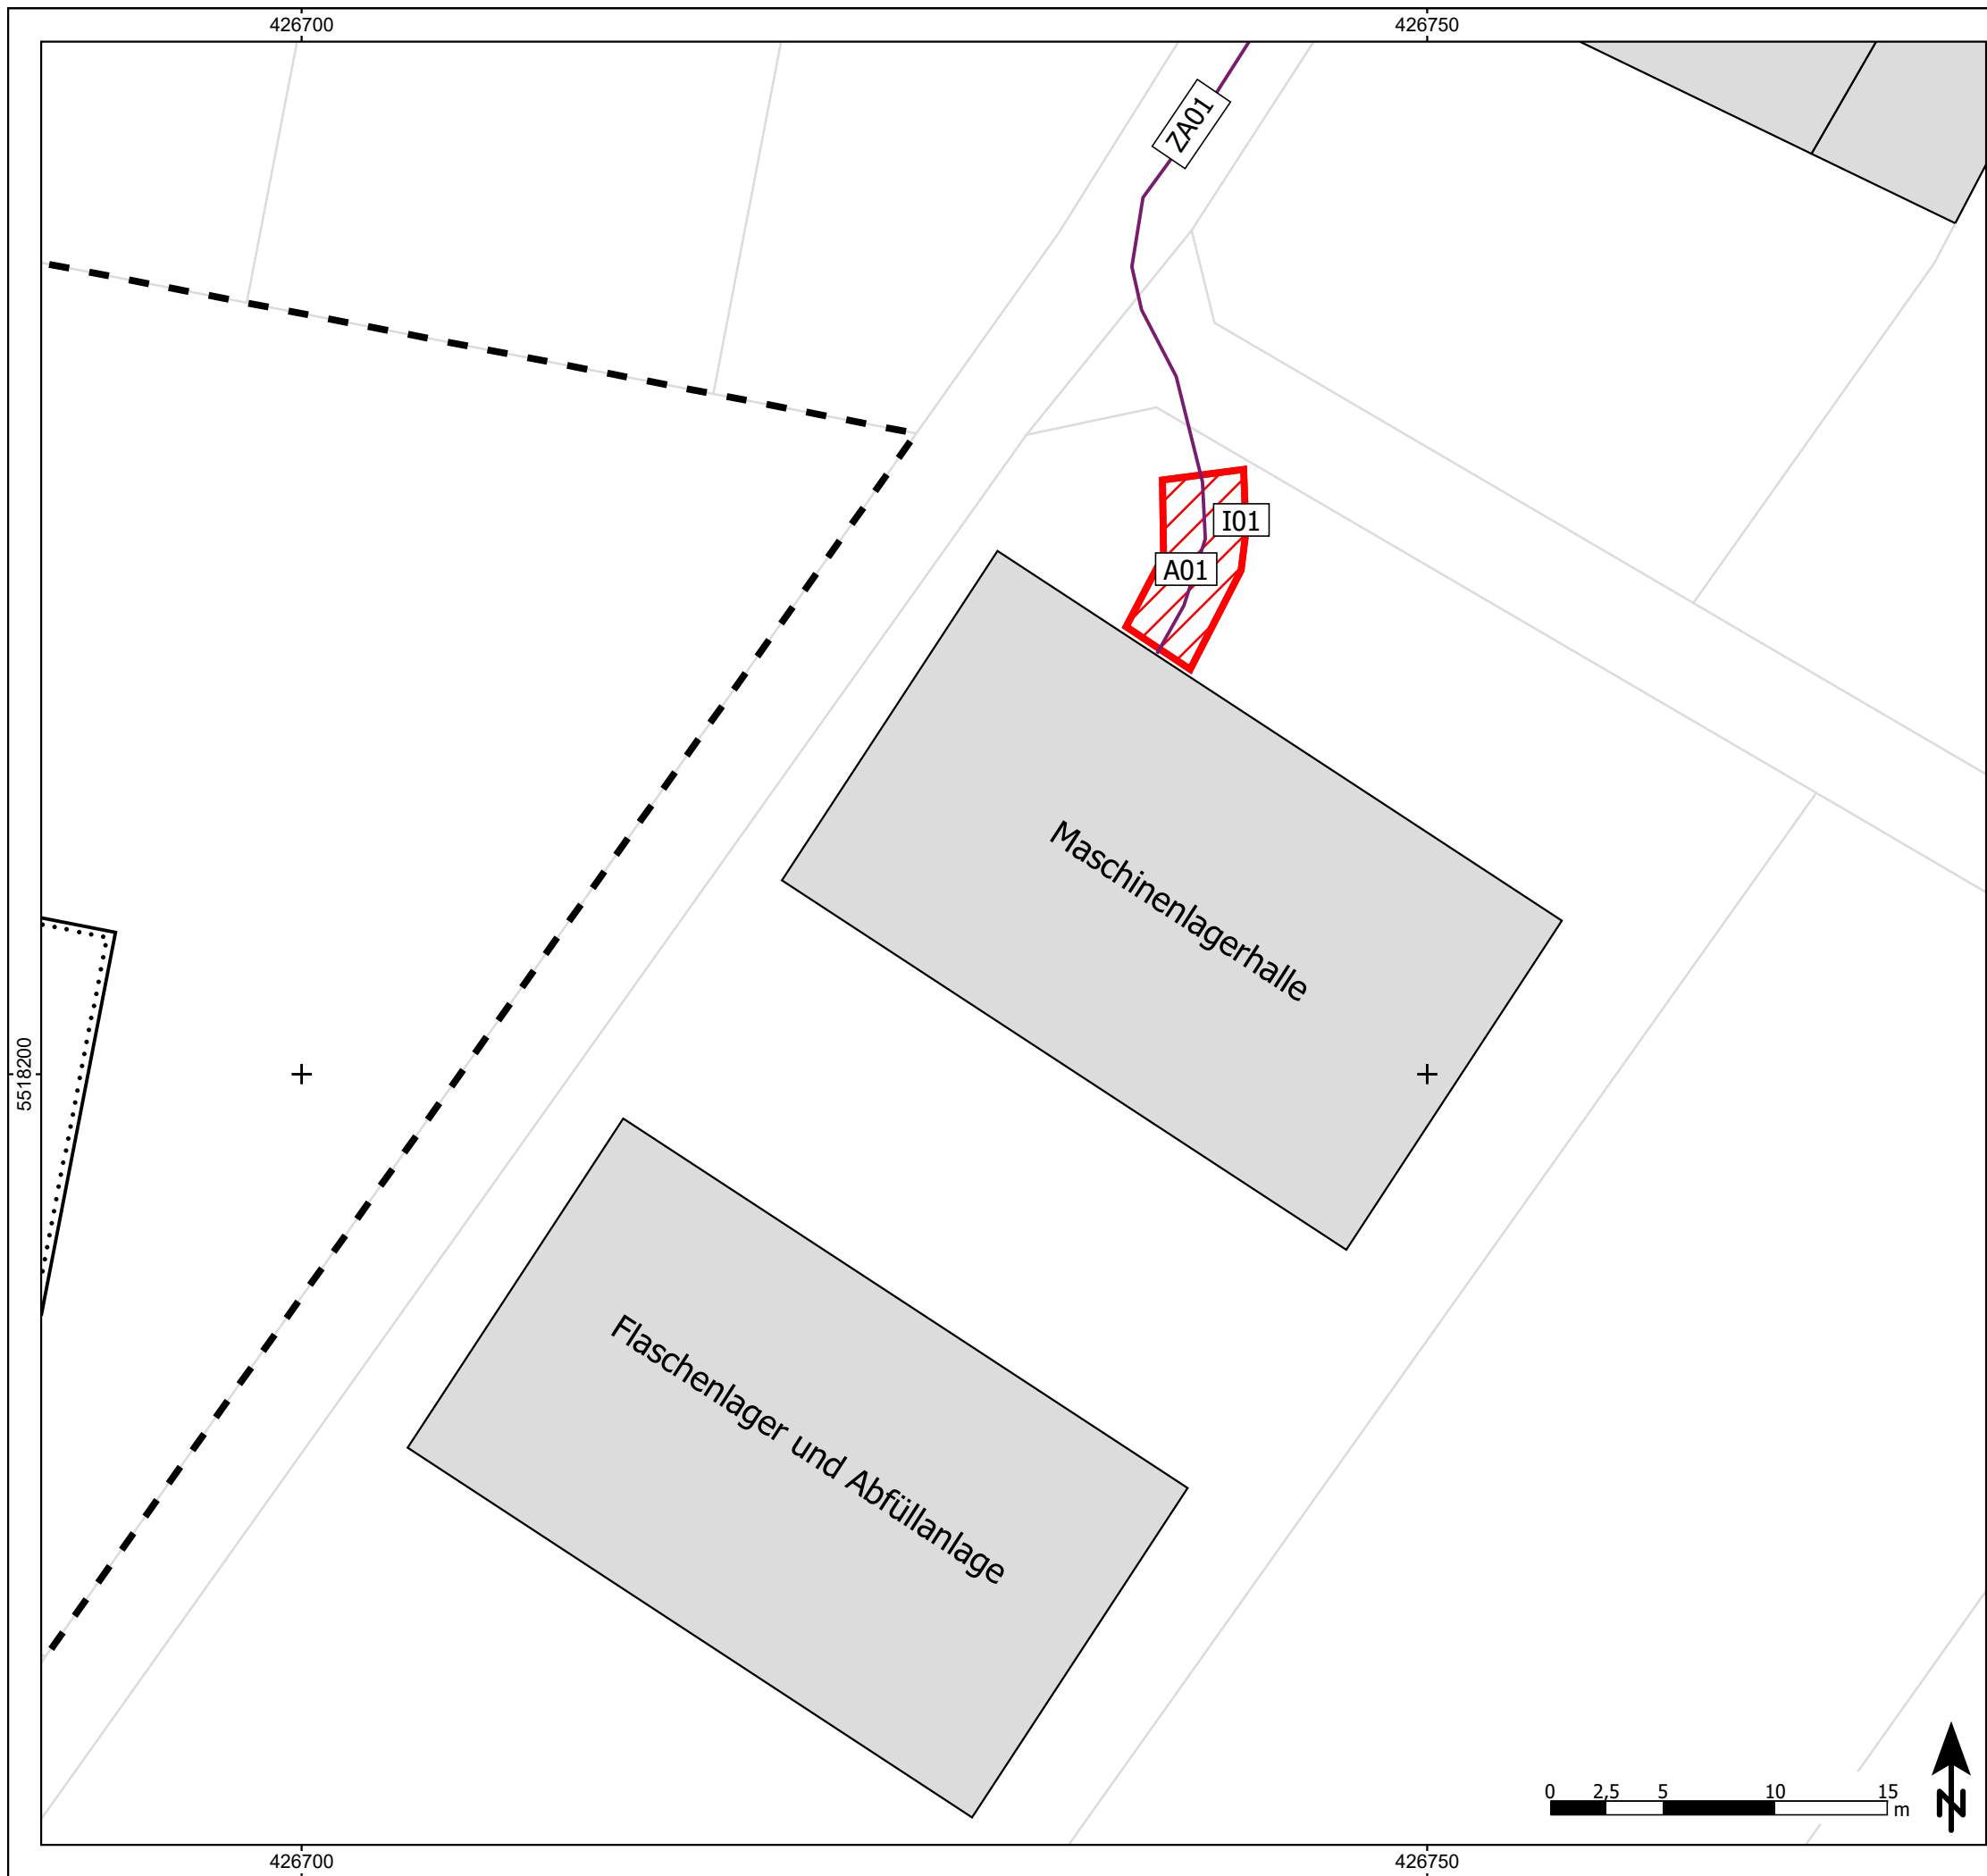 426700
426750
ZA01
I01
A01
Maschinenlagerhalle
5518200
Flaschenlager und Abfüllanlage
0 2,5 5 10 15
m
N
426700
426750